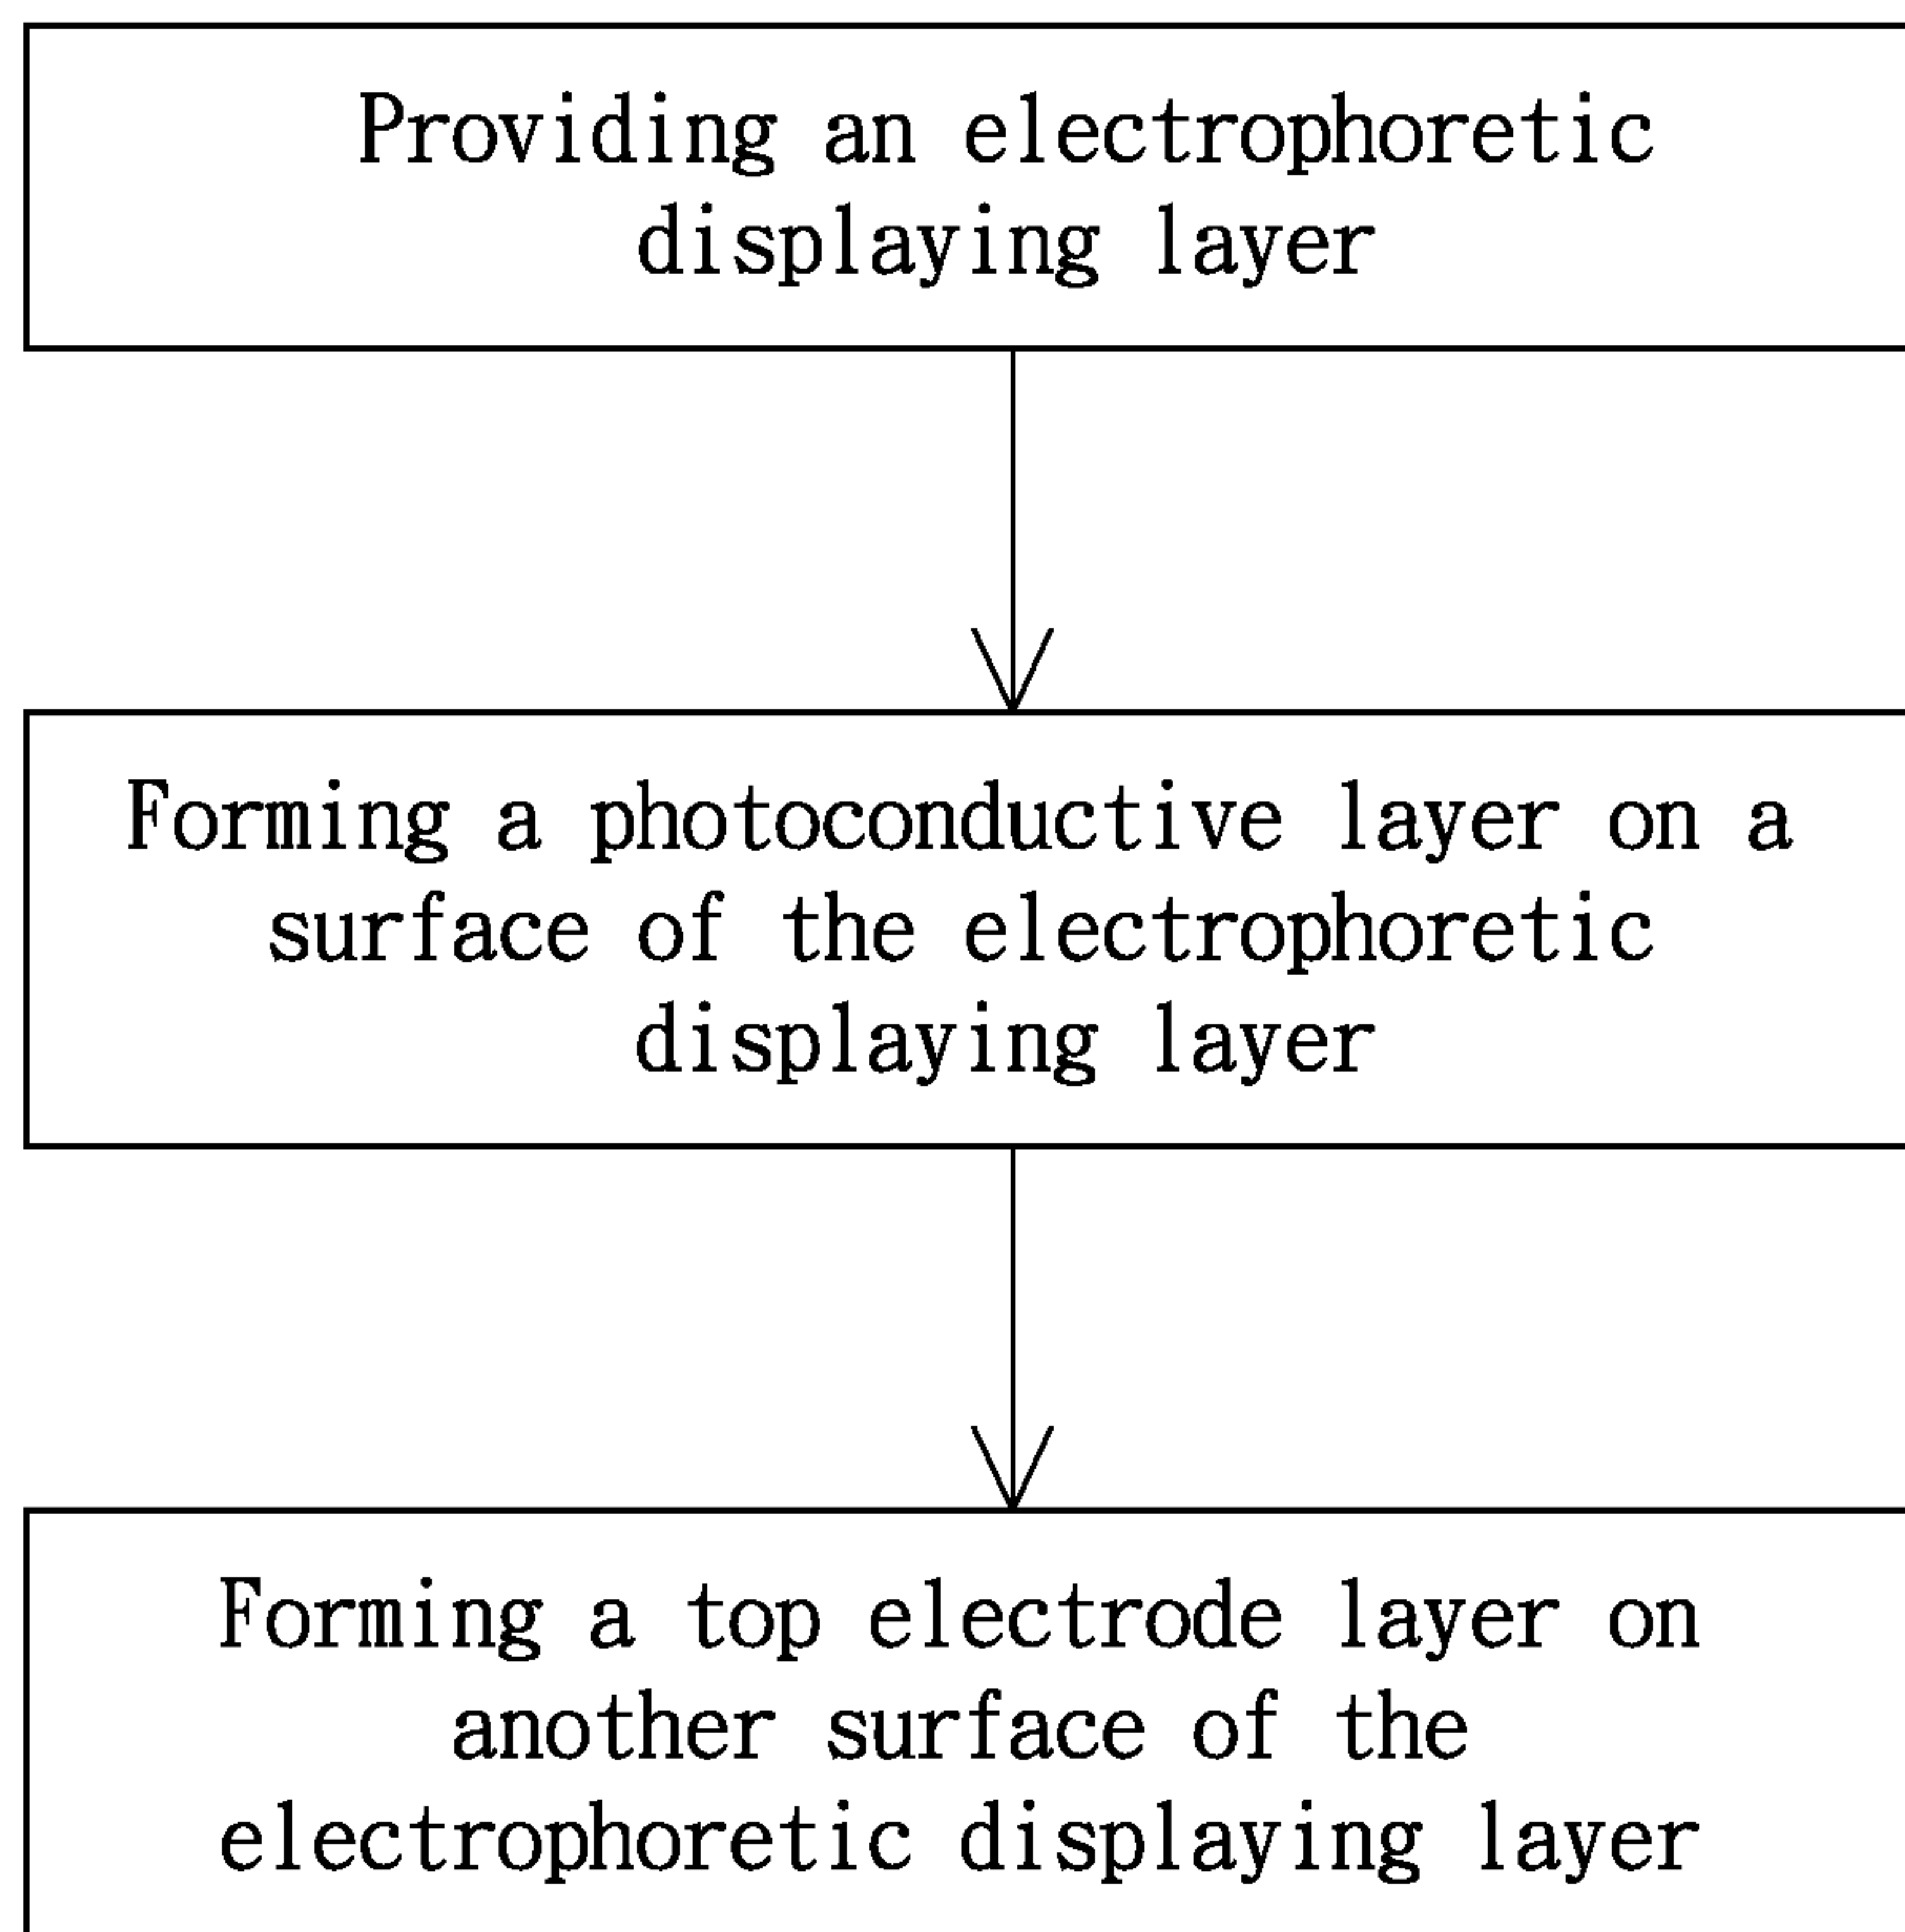 Providing an electrophoretic
displaying layer
Forming a photoconductive layer on a
surface of the electrophoretic
displaying layer
Forming a top electrode layer on
another surface of the
electrophoretic displaying layer